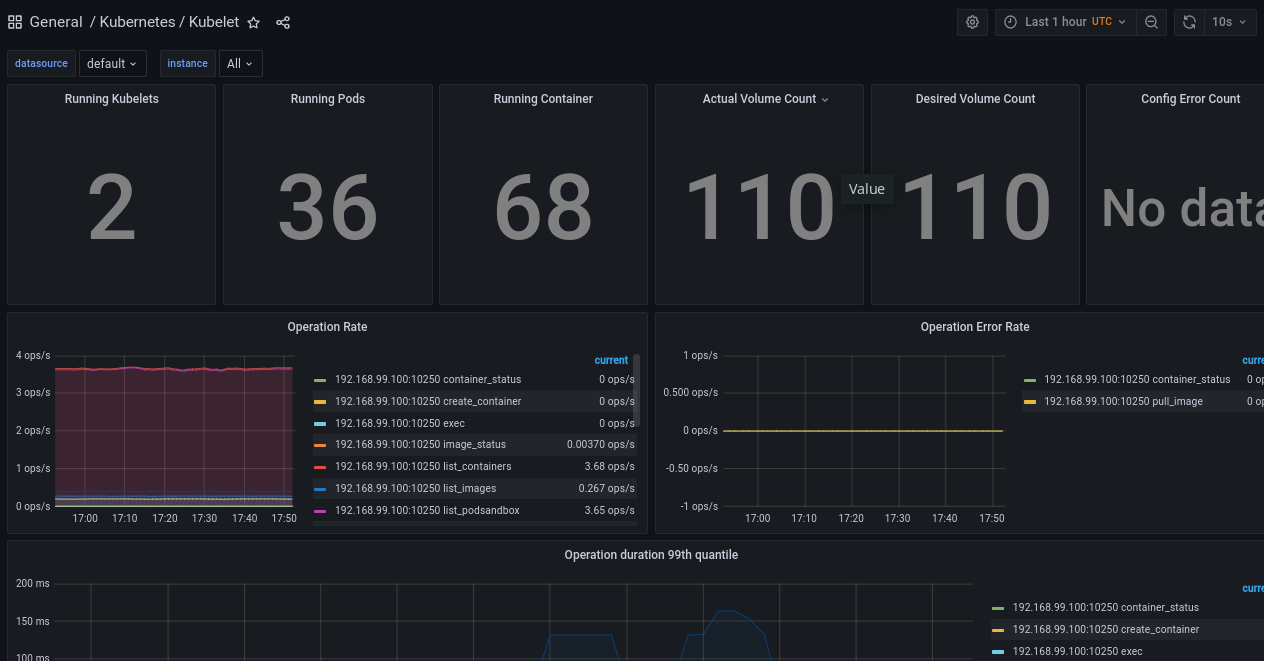 General / Kubernetes / Kubelet
Last 1 hour UTC
10s
datasource default instance All
Running Kubelets
2
Running Pods
36
Running Container
68
Actual Volume Count
110
Value
Desired Volume Count
110
Config Error Count
No data
Operation Rate
4 ops/s
3 ops/s
2 ops/s
1 ops/s
0 ops/s
17:00 17:10 17:20 17:30 17:40 17:50
current
192.168.99.100:10250 container_status 0 ops/s
192.168.99.100:10250 create_container 0 ops/s
192.168.99.100:10250 exec 0 ops/s
192.168.99.100:10250 image_status 0.00370 ops/s
192.168.99.100:10250 list_containers 3.68 ops/s
192.168.99.100:10250 list_images 0.267 ops/s
192.168.99.100:10250 list_podsandbox 3.65 ops/s
Operation Error Rate
1 ops/s
0.500 ops/s
0 ops/s
-0.50 ops/s
-1 ops/s
17:00 17:10 17:20 17:30 17:40 17:50
curre
192.168.99.100:10250 container_status 0 op
192.168.99.100:10250 pull_image 0 op
Operation duration 99th quantile
200 ms
150 ms
100 ms
curre
192.168.99.100:10250 container_status
192.168.99.100:10250 create_container
192.168.99.100:10250 exec